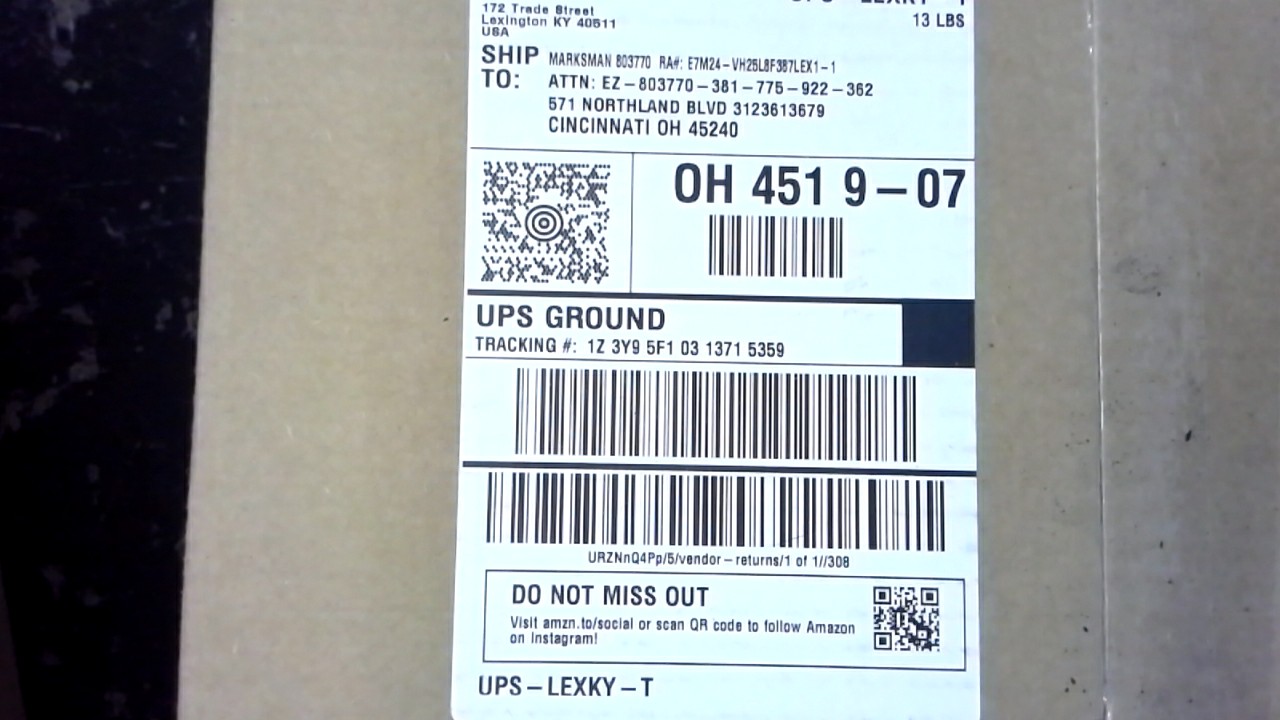 172 Trade Street
Lexington KY 40511
USA
13 LBS
SHIP TO:
MARKSMAN 803770 RA#: E7M24-VH25L8F387LEX1-1
ATTN: EZ-803770-381-775-922-362
571 NORTHLAND BLVD 3123613679
CINCINNATI OH 45240
OH 451 9-07
UPS GROUND
TRACKING #: 1Z 3Y9 5F1 03 1371 5359
URZNnQ4Pp/5/vendor-returns/1 of 1//308
DO NOT MISS OUT
Visit amzn.to/social or scan QR code to follow Amazon
on Instagram!
UPS-LEXKY-T